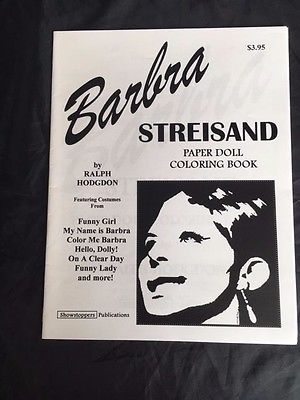 $3.95
Barbra
STREISAND
PAPER DOLL
COLORING BOOK
by
RALPH
HODGDON
Featuring Costumes
From
Funny Girl
My Name is Barbra
Color Me Barbra
Hello, Dolly!
On A Clear Day
Funny Lady
and more!
Showstoppers Publications